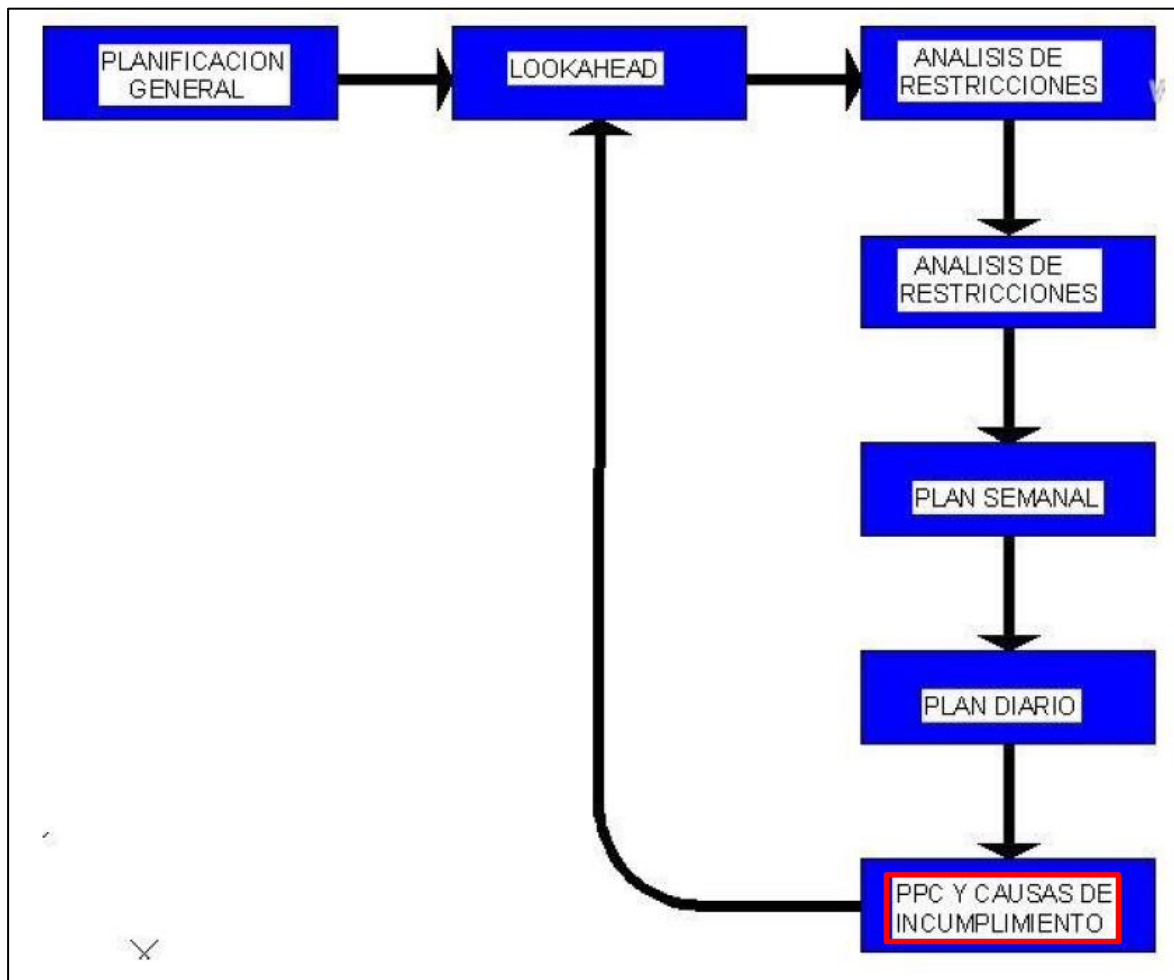 PLANIFICACION
GENERAL
LOOKAHEAD
ANALISIS DE
RESTRICCIONES
ANALISIS DE
RESTRICCIONES
PLAN SEMANAL
PLAN DIARIO
PPC Y CAUSAS DE
INCUMPLIMIENTO